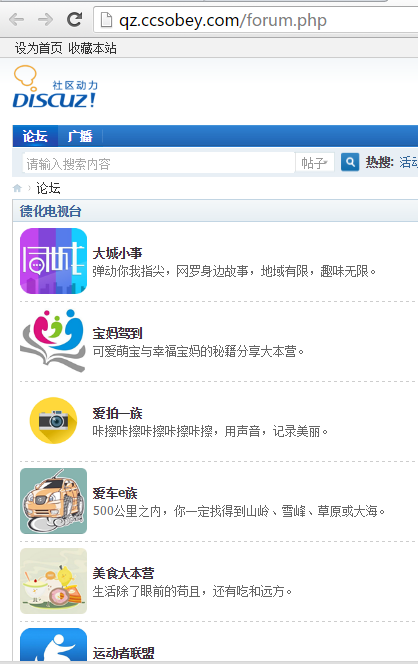 qz.ccsobey.com/forum.php
设为首页 收藏本站
社区动力
DISCUZ!
论坛 广播
请输入搜索内容 帖子 热搜: 活动
论坛
德化电视台
同城
大城小事
弹动你我指尖，网罗身边故事，地域有限，趣味无限。
宝妈驾到
可爱萌宝与幸福宝妈的秘籍分享大本营。
爱拍一族
咔擦咔擦咔擦咔擦咔擦，用声音，记录美丽。
爱车e族
500公里之内，你一定找得到山岭、雪峰、草原或大海。
美食大本营
生活除了眼前的苟且，还有吃和远方。
运动者联盟